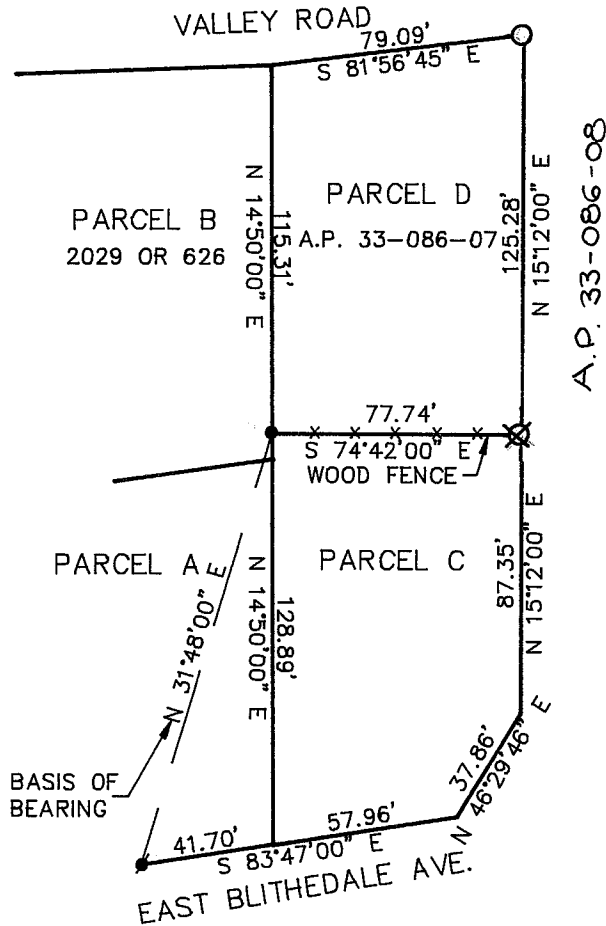 VALLEY ROAD
79.09'
S 81°56'45" E
PARCEL B
2029 OR 626
N 14°50'00" E
115.31'
PARCEL D
A.P. 33-086-07
125.28'
N 15°12'00" E
A.P. 33-086-08
77.74'
S 74°42'00" E
WOOD FENCE
PARCEL A
N 31°48'00" E
N 14°50'00" E
128.89'
PARCEL C
87.35'
N 15°12'00" E
BASIS OF
BEARING
37.86'
N 46°29'46" E
41.70'
57.96'
S 83°47'00" E
EAST BLITHEDALE AVE.